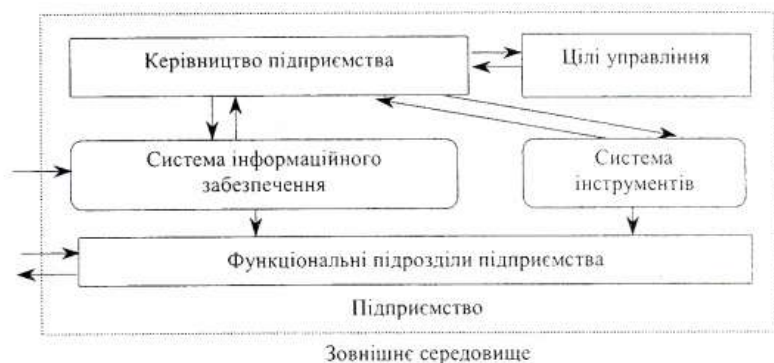 Керівництво підприємства
Цілі управління
Система інформаційного
забезпечення
Система
інструментів
Функціональні підрозділи підприємства
Підприємство
Зовнішнє середовище